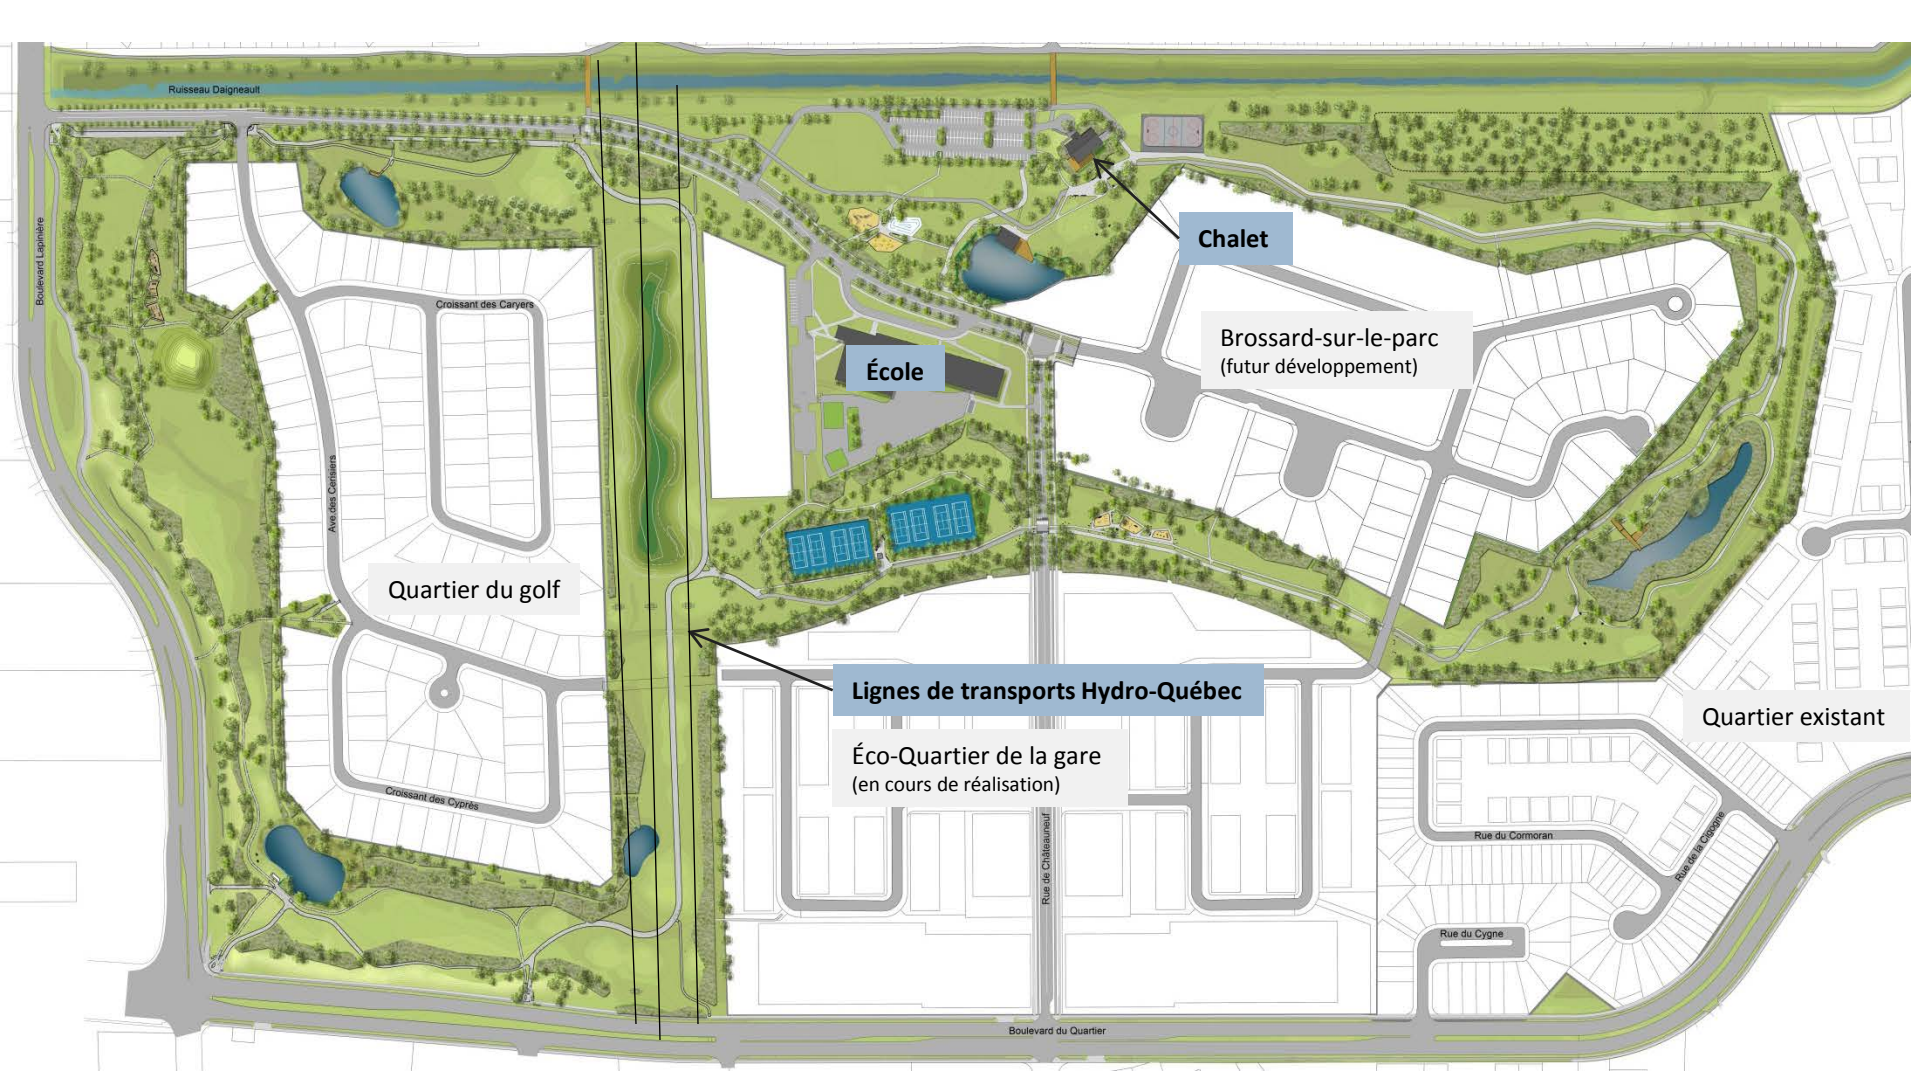 Ruisseau Daigneault
Boulevard Lapinière
Chalet
Croissant des Caryers
Brossard-sur-le-parc
(futur développement)
École
Ave.des Cerisiers
Quartier du golf
Lignes de transports Hydro-Québec
Quartier existant
Éco-Quartier de la gare
(en cours de réalisation)
Croissant des Cyprès
Rue de Châteauneuf
Rue du Cormoran
Rue de la Cigogne
Rue du Cygne
Boulevard du Quartier